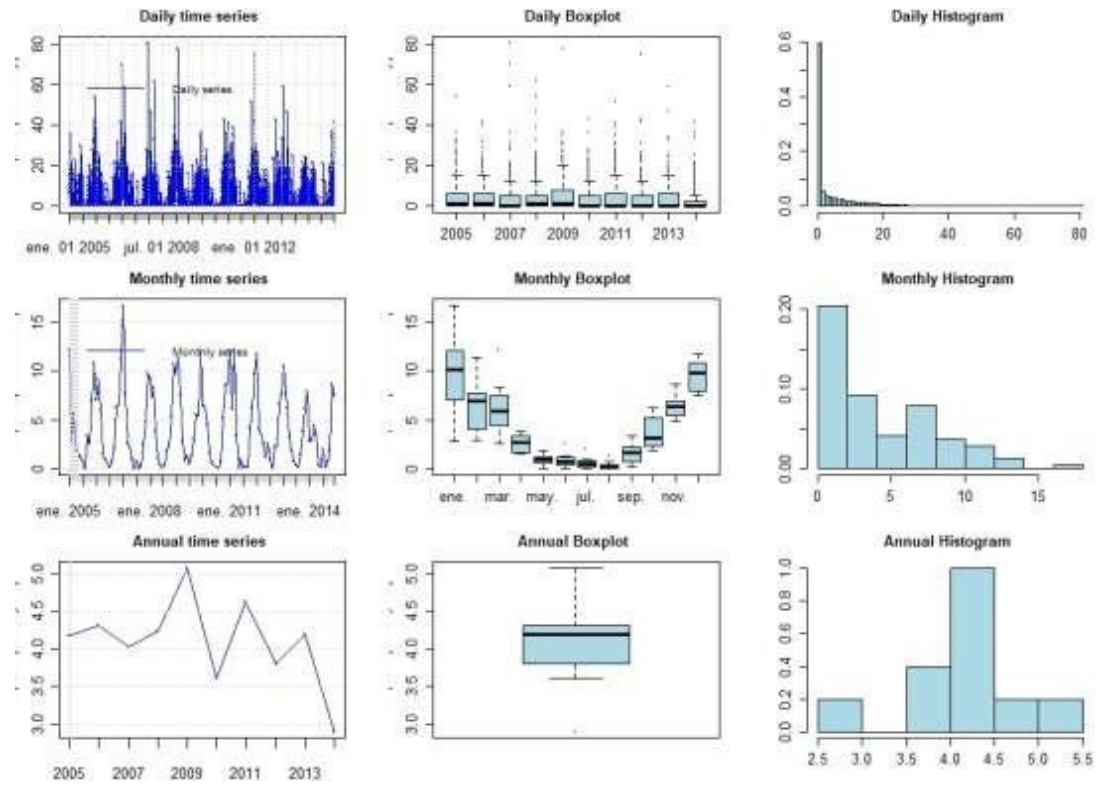 Daily time series
80
60
40
20
0
Daily series
ene. 01 2005 jul. 01 2008 ene. 01 2012
Daily Boxplot
80
60
40
20
0
2005 2007 2009 2011 2013
Daily Histogram
0.6
0.4
0.2
0.0
0 20 40 60 80
Monthly time series
15
10
5
0
Monthly series
ene. 2005 ene. 2008 ene. 2011 ene. 2014
Monthly Boxplot
15
10
5
0
ene. mar. may. jul. sep. nov.
Monthly Histogram
0.20
0.10
0.00
0 5 10 15
Annual time series
5.0
4.5
4.0
3.5
3.0
2005 2007 2009 2011 2013
Annual Boxplot
5.0
4.5
4.0
3.5
3.0
Annual Histogram
1.0
0.8
0.6
0.4
0.2
0.0
2.5 3.0 3.5 4.0 4.5 5.0 5.5